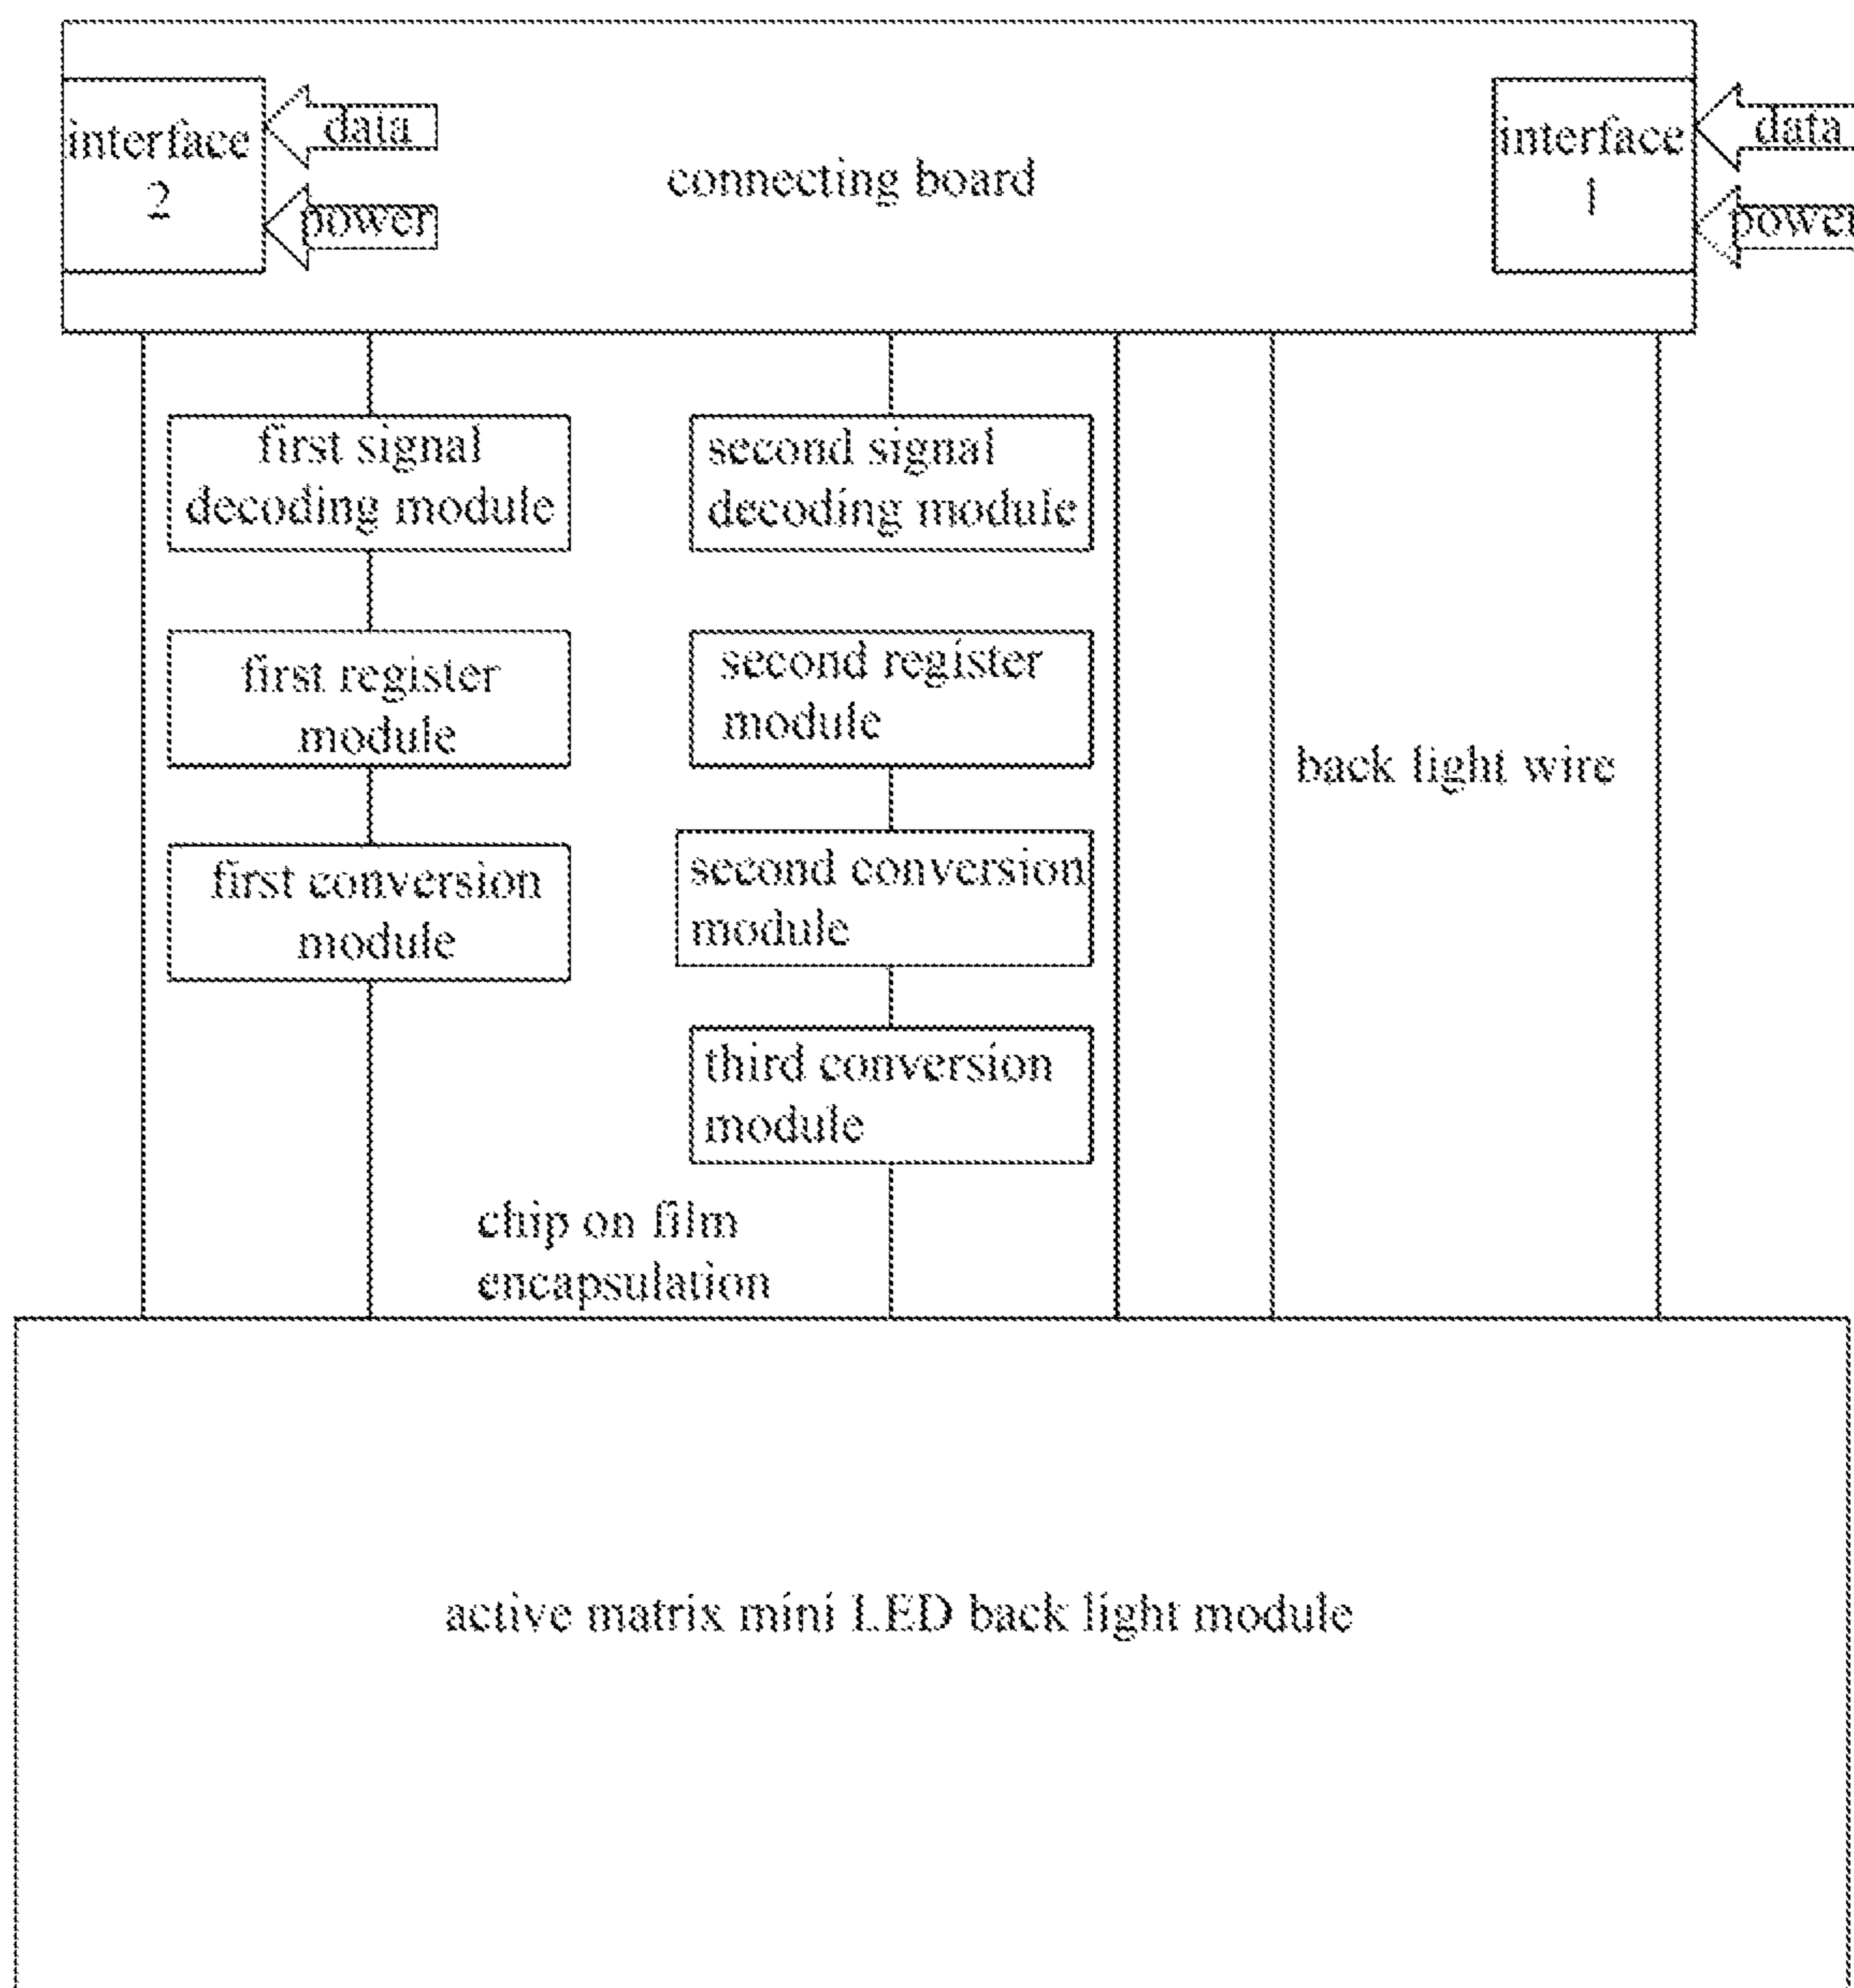 interface
2
data
power
connecting board
interface
1
data
power
first signal
decoding module
second signal
decoding module
first register
module
second register
module
back light wire
first conversion
module
second conversion
module
third conversion
module
chip on film
encapsulation
active matrix mini LED back light module